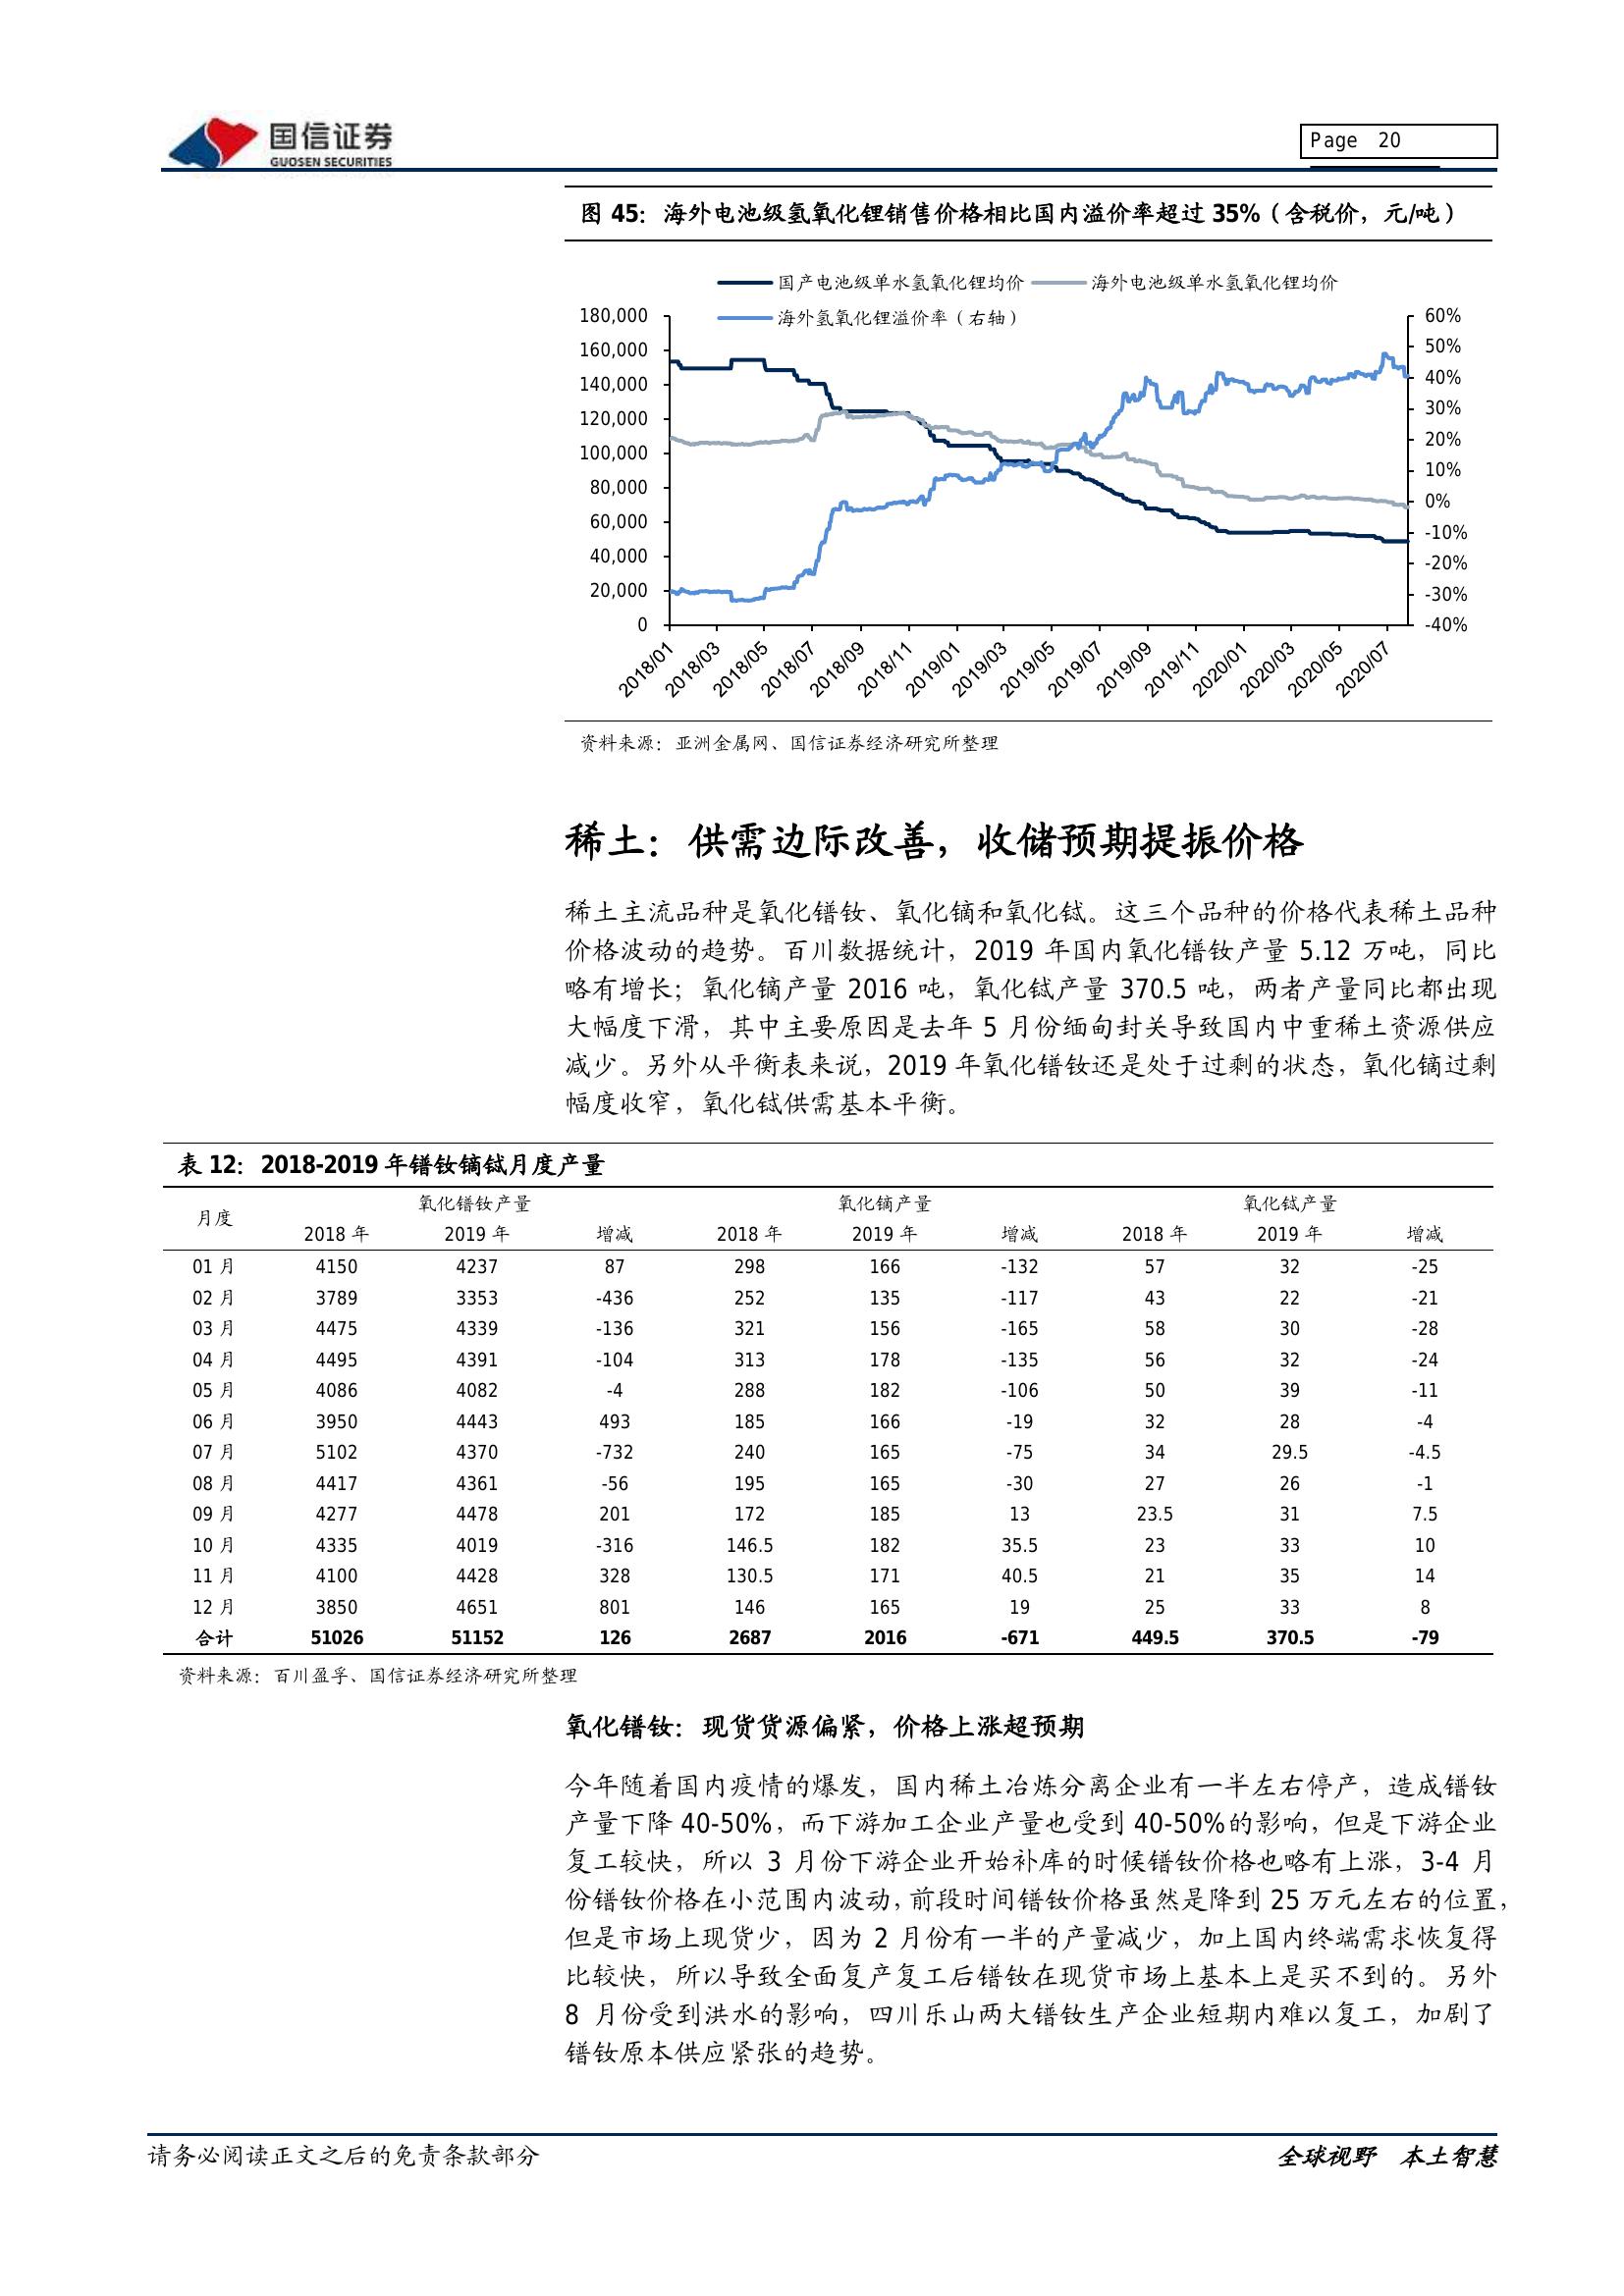 国信证券
GUOSEN SECURITIES
Page 20
图 45：海外电池级氢氧化锂销售价格相比国内溢价率超过 35%（含税价，元/吨）
国产电池级单水氢氧化锂均价 海外电池级单水氢氧化锂均价
海外氢氧化锂溢价率（右轴）
180,000 60%
160,000 50%
140,000 40%
120,000 30%
100,000 20%
80,000 10%
60,000 0%
40,000 -10%
20,000 -20%
0 -30%
-40%
2018/01 2018/03 2018/05 2018/07 2018/09 2018/11 2019/01 2019/03 2019/05 2019/07 2019/09 2019/11 2020/01 2020/03 2020/05 2020/07
资料来源：亚洲金属网、国信证券经济研究所整理
稀土：供需边际改善，收储预期提振价格
稀土主流品种是氧化镨钕、氧化镝和氧化铽。这三个品种的价格代表稀土品种
价格波动的趋势。百川数据统计，2019 年国内氧化镨钕产量 5.12 万吨，同比
略有增长；氧化镝产量 2016 吨，氧化铽产量 370.5 吨，两者产量同比都出现
大幅度下滑，其中主要原因是去年 5 月份缅甸封关导致国内中重稀土资源供应
减少。另外从平衡表来说，2019 年氧化镨钕还是处于过剩的状态，氧化镝过剩
幅度收窄，氧化铽供需基本平衡。
表 12：2018-2019 年镨钕镝铽月度产量
月度 氧化镨钕产量 氧化镝产量 氧化铽产量
2018 年 2019 年 增减 2018 年 2019 年 增减 2018 年 2019 年 增减
01 月 4150 4237 87 298 166 -132 57 32 -25
02 月 3789 3353 -436 252 135 -117 43 22 -21
03 月 4475 4339 -136 321 156 -165 58 30 -28
04 月 4495 4391 -104 313 178 -135 56 32 -24
05 月 4086 4082 -4 288 182 -106 50 39 -11
06 月 3950 4443 493 185 166 -19 32 28 -4
07 月 5102 4370 -732 240 165 -75 34 29.5 -4.5
08 月 4417 4361 -56 195 165 -30 27 26 -1
09 月 4277 4478 201 172 185 13 23.5 31 7.5
10 月 4335 4019 -316 146.5 182 35.5 23 33 10
11 月 4100 4428 328 130.5 171 40.5 21 35 14
12 月 3850 4651 801 146 165 19 25 33 8
合计 51026 51152 126 2687 2016 -671 449.5 370.5 -79
资料来源：百川盈孚、国信证券经济研究所整理
氧化镨钕：现货货源偏紧，价格上涨超预期
今年随着国内疫情的爆发，国内稀土冶炼分离企业有一半左右停产，造成镨钕
产量下降 40-50%，而下游加工企业产量也受到 40-50%的影响，但是下游企业
复工较快，所以 3 月份下游企业开始补库的时候镨钕价格也略有上涨，3-4 月
份镨钕价格在小范围内波动，前段时间镨钕价格虽然是降到 25 万元左右的位置，
但是市场上现货少，因为 2 月份有一半的产量减少，加上国内终端需求恢复得
比较快，所以导致全面复产复工后镨钕在现货市场上基本上是买不到的。另外
8 月份受到洪水的影响，四川乐山两大镨钕生产企业短期内难以复工，加剧了
镨钕原本供应紧张的趋势。
请务必阅读正文之后的免责条款部分 全球视野 本土智慧